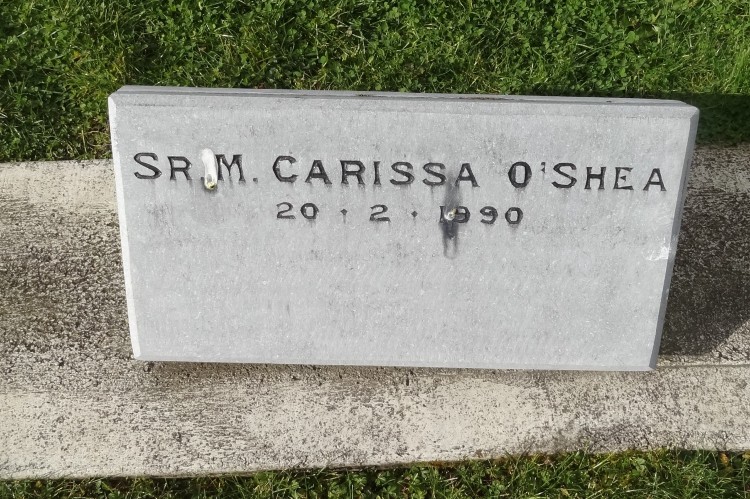 SR. M. CARISSA O'SHEA
20 · 2 · 1990